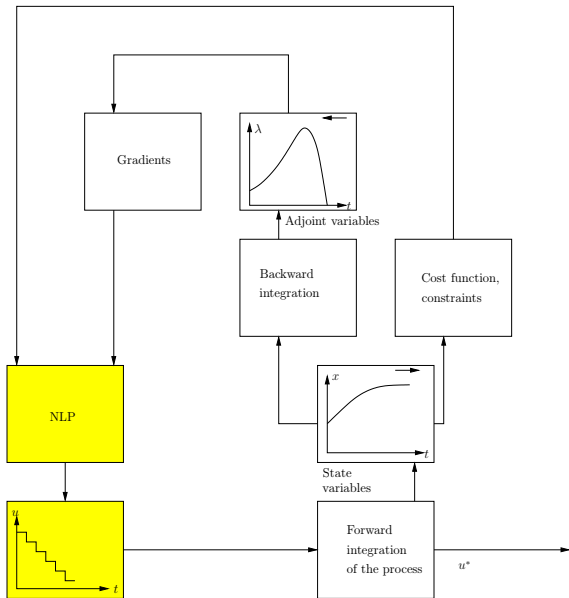 Gradients
λ
t
Adjoint variables
Backward
integration
Cost function,
constraints
NLP
x
t
State
variables
u
t
Forward
integration
of the process
u*